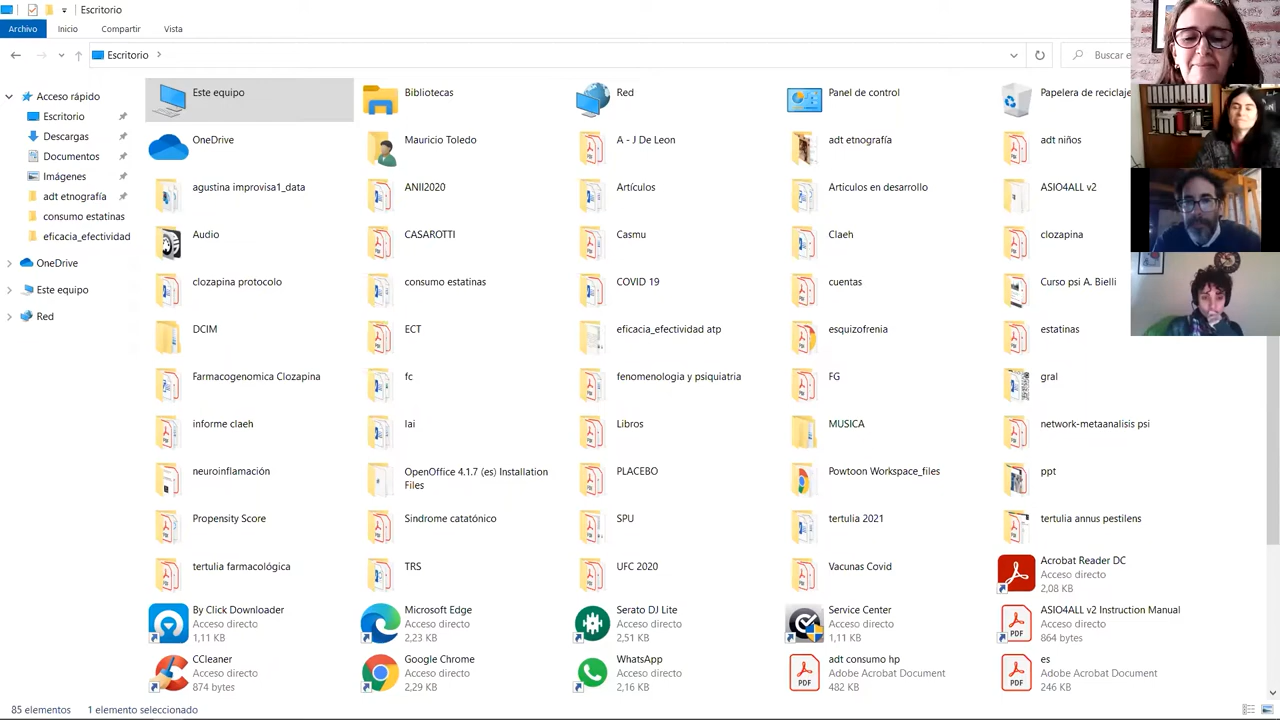 Escritorio
Archivo
Inicio
Compartir
Vista
Escritorio
Buscar e
Acceso rápido
Escritorio
Descargas
Documentos
Imágenes
adt etnografía
consumo estatinas
eficacia_efectividad
OneDrive
Este equipo
Red
Este equipo
Bibliotecas
Red
Panel de control
Papelera de reciclaje
OneDrive
Mauricio Toledo
A - J De Leon
adt etnografía
adt niños
agustina improvisa1_data
ANII2020
Artículos
Articulos en desarrollo
ASIO4ALL v2
Audio
CASAROTTI
Casmu
Claeh
clozapina
clozapina protocolo
consumo estatinas
COVID 19
cuentas
Curso psi A. Bielli
DCIM
ECT
eficacia_efectividad atp
esquizofrenia
estatinas
Farmacogenomica Clozapina
fc
fenomenologia y psiquiatria
FG
gral
informe claeh
lai
Libros
MUSICA
network-metaanalisis psi
neuroinflamación
OpenOffice 4.1.7 (es) Installation
Files
PLACEBO
Powtoon Workspace_files
ppt
Propensity Score
Sindrome catatónico
SPU
tertulia 2021
tertulia annus pestilens
tertulia farmacológica
TRS
UFC 2020
Vacunas Covid
Acrobat Reader DC
Acceso directo
2,08 KB
By Click Downloader
Acceso directo
1,11 KB
Microsoft Edge
Acceso directo
2,23 KB
Serato DJ Lite
Acceso directo
2,51 KB
Service Center
Acceso directo
1,11 KB
ASIO4ALL v2 Instruction Manual
Acceso directo
864 bytes
CCleaner
Acceso directo
874 bytes
Google Chrome
Acceso directo
2,29 KB
WhatsApp
Acceso directo
2,16 KB
adt consumo hp
Adobe Acrobat Document
482 KB
es
Adobe Acrobat Document
246 KB
85 elementos
1 elemento seleccionado